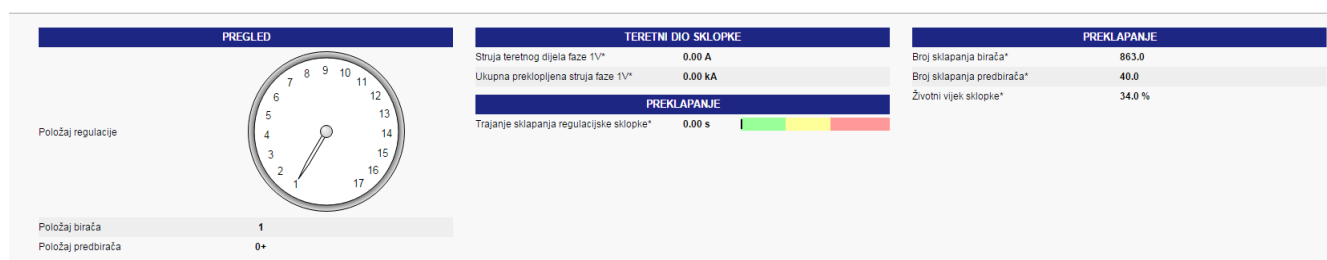 PREGLED
Položaj regulacije
1
2
3
4
5
6
7
8
9
10
11
12
13
14
15
16
17
Položaj birača 1
Položaj predbirača 0+
TERETNI DIO SKLOPKE
Struja teretnog dijela faze 1V* 0.00 A
Ukupna preklopljena struja faze 1V* 0.00 kA
PREKLAPANJE
Trajanje sklapanja regulacijske sklopke* 0.00 s
PREKLAPANJE
Broj sklapanja birača* 863.0
Broj sklapanja predbirača* 40.0
Životni vijek sklopke* 34.0 %